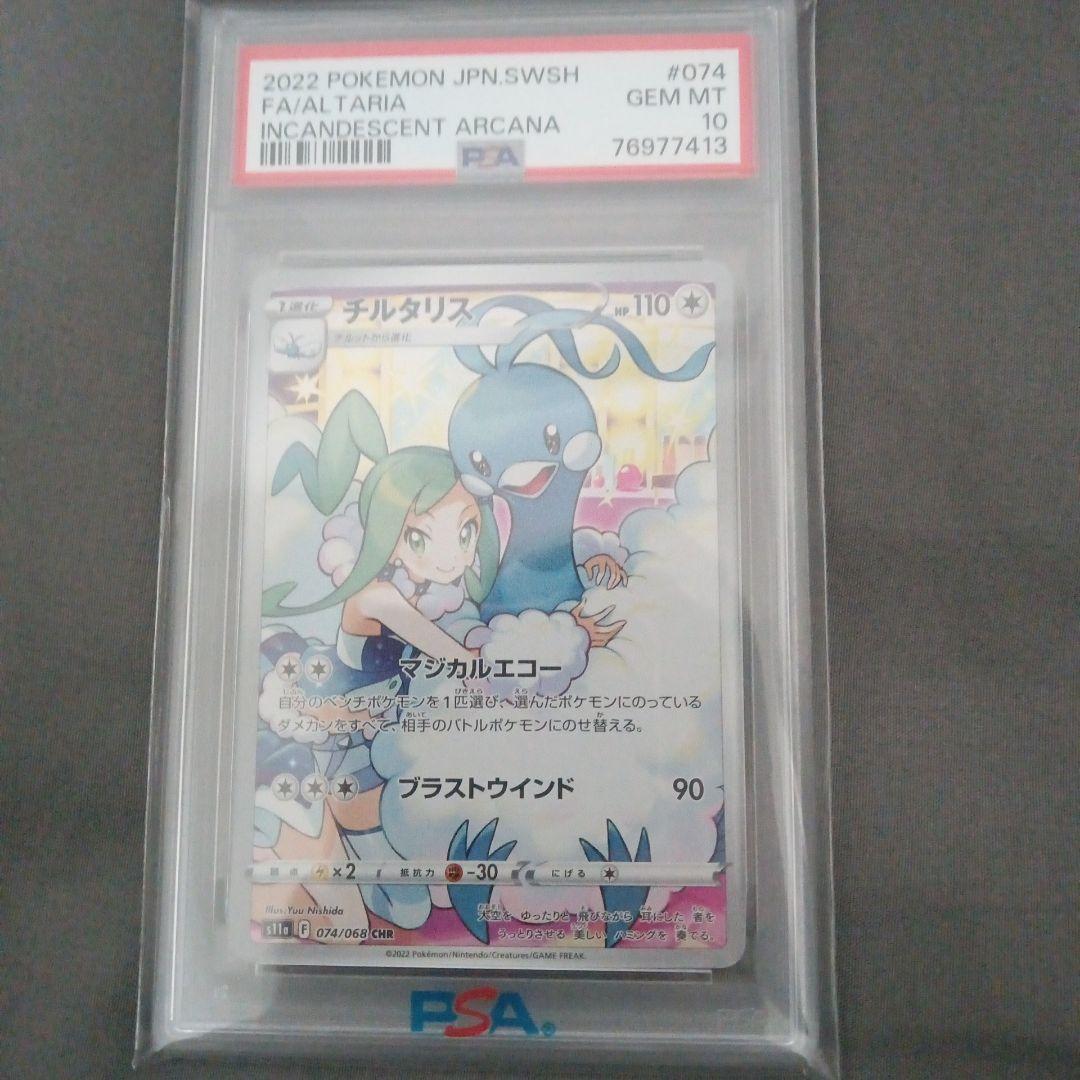 2022 POKEMON JPN.SWSH #074
FA/ALTARIA GEM MT
INCANDESCENT ARCANA 10
PSA 76977413
1進化 チルタリス HP 110
チルットから進化
マジカルエコー
自分のベンチポケモンを1匹選び、選んだポケモンにのっている
ダメカンをすべて、相手のバトルポケモンにのせ替える。
ブラストウインド 90
弱点 ×2 抵抗力 -30 にげる
Illus.Yuu Nishida
大空を ゆったりと 飛びながら 耳にした 者を
うっとりさせる 美しい ハミングを 奏でる。
s11a F 074/068 CHR
©2022 Pokémon/Nintendo/Creatures/GAME FREAK.
PSA